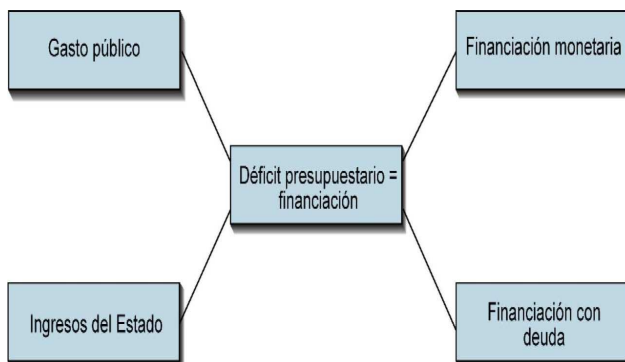 Gasto público
Financiación monetaria
Déficit presupuestario =
financiación
Ingresos del Estado
Financiación con
deuda